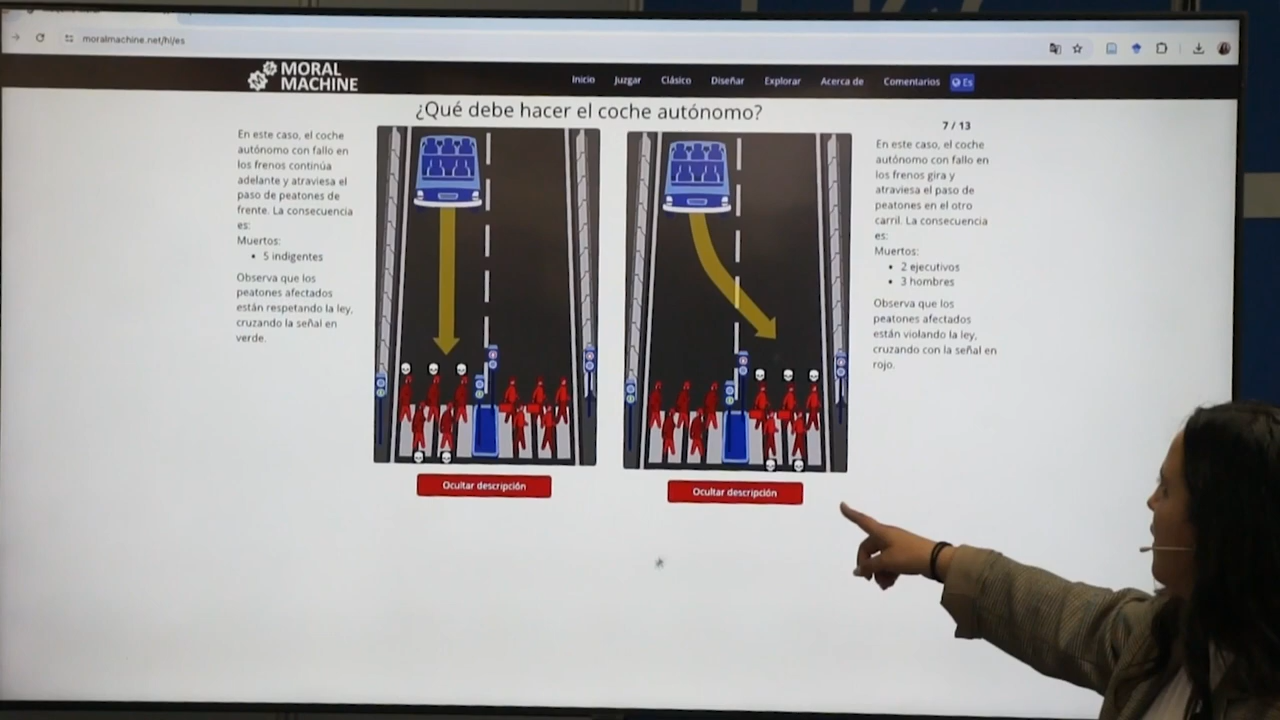 moralmachine.net/hl/es
MORAL
MACHINE
Inicio Juzgar Clásico Diseñar Explorar Acerca de Comentarios Es
¿Qué debe hacer el coche autónomo?
7 / 13
En este caso, el coche
autónomo con fallo en
los frenos continúa
adelante y atraviesa el
paso de peatones de
frente. La consecuencia
es:
Muertos:
• 5 indigentes
Observa que los
peatones afectados
están respetando la ley,
cruzando la señal en
verde.
Ocultar descripción
Ocultar descripción
En este caso, el coche
autónomo con fallo en
los frenos gira y
atraviesa el paso de
peatones en el otro
carril. La consecuencia
es:
Muertos:
• 2 ejecutivos
• 3 hombres
Observa que los
peatones afectados
están violando la ley,
cruzando con la señal en
rojo.